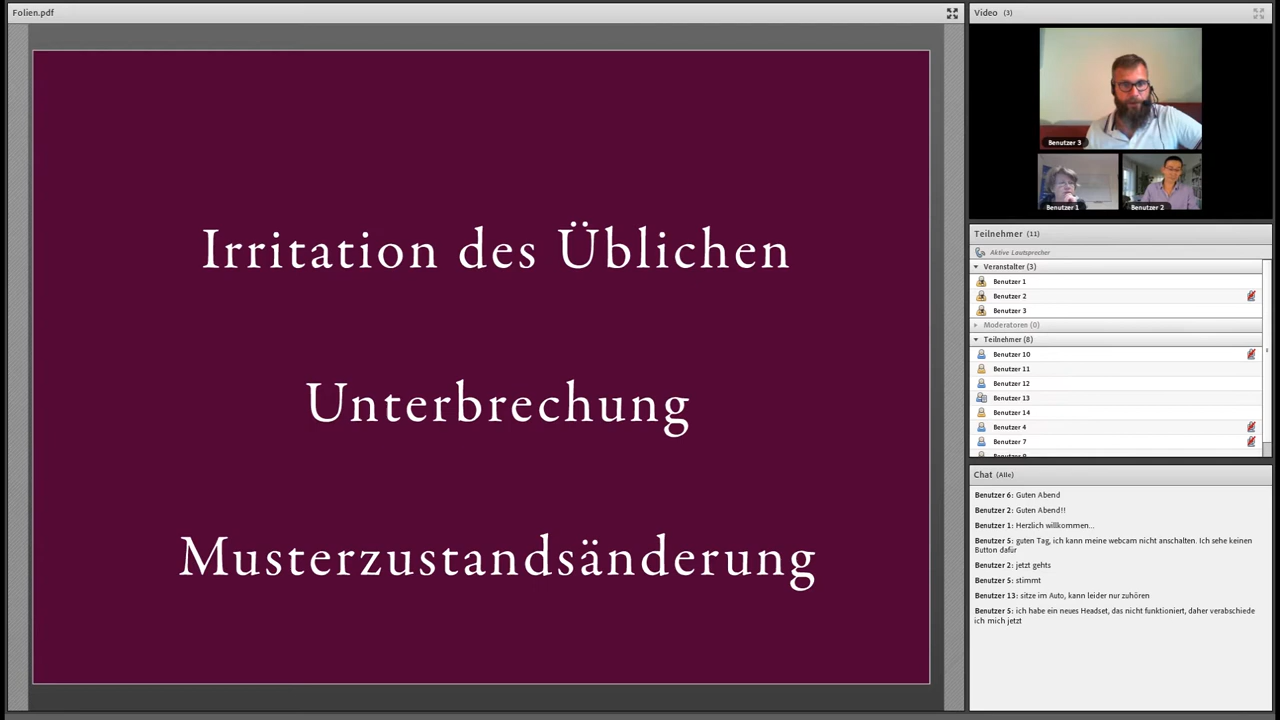 Folien.pdf
Irritation des Üblichen
Unterbrechung
Musterzustandsänderung
Video (3)
Benutzer 3
Benutzer 1
Benutzer 2
Teilnehmer (11)
Aktive Lautsprecher
Veranstalter (3)
Benutzer 1
Benutzer 2
Benutzer 3
Moderatoren (0)
Teilnehmer (8)
Benutzer 10
Benutzer 11
Benutzer 12
Benutzer 13
Benutzer 14
Benutzer 4
Benutzer 7
Chat (Alle)
Benutzer 6: Guten Abend
Benutzer 2: Guten Abend!!
Benutzer 1: Herzlich willkommen...
Benutzer 5: guten Tag, ich kann meine webcam nicht anschalten. Ich sehe keinen
Button dafür
Benutzer 2: jetzt gehts
Benutzer 5: stimmt
Benutzer 13: sitze im Auto, kann leider nur zuhören
Benutzer 5: ich habe ein neues Headset, das nicht funktioniert, daher verabschiede
ich mich jetzt